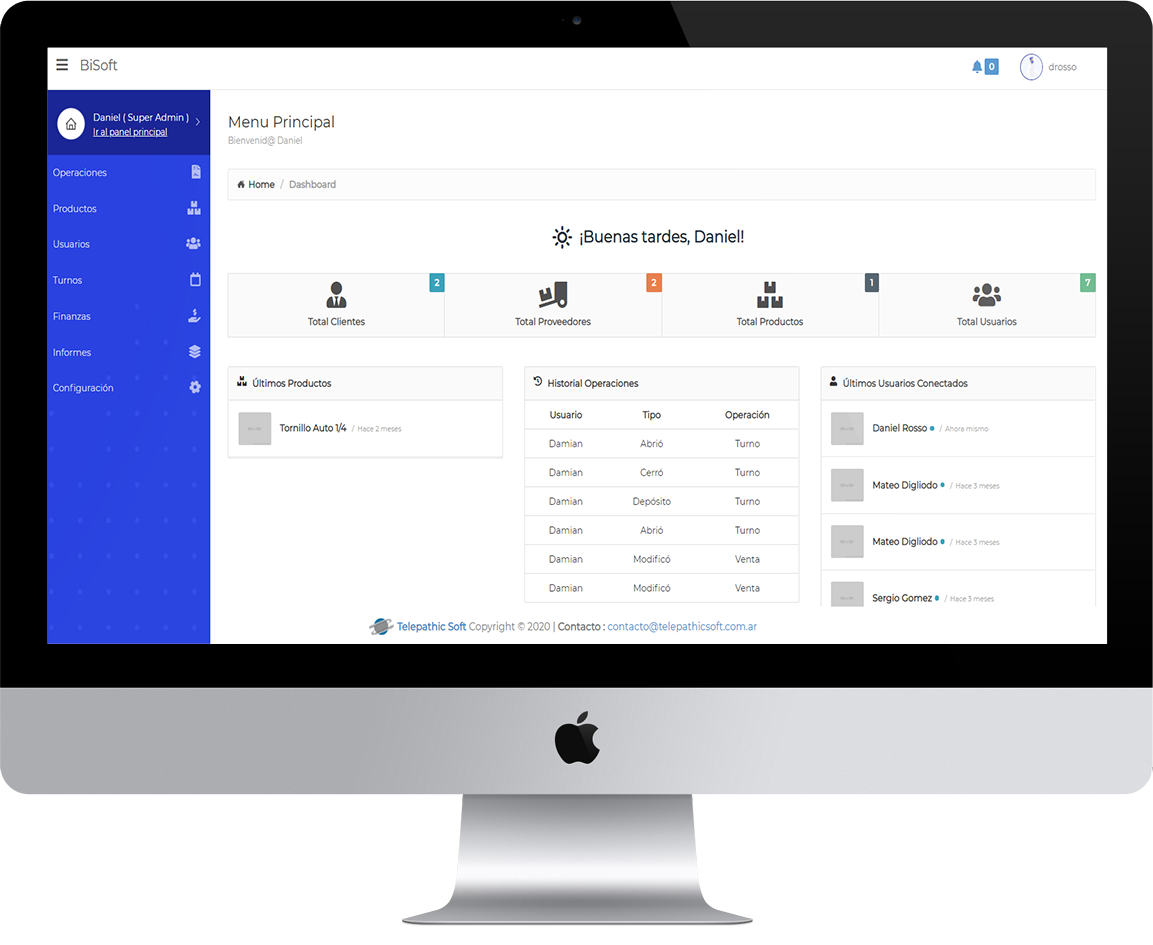 BiSoft
0
drosso
Daniel ( Super Admin )
Ir al panel principal
Operaciones
Productos
Usuarios
Turnos
Finanzas
Informes
Configuración
Menu Principal
Bienvenid@ Daniel
Home / Dashboard
¡Buenas tardes, Daniel!
2
Total Clientes
2
Total Proveedores
1
Total Productos
7
Total Usuarios
Últimos Productos
Tornillo Auto 1/4 / Hace 2 meses
Historial Operaciones
Usuario Tipo Operación
Damian Abrió Turno
Damian Cerró Turno
Damian Depósito Turno
Damian Abrió Turno
Damian Modificó Venta
Damian Modificó Venta
Últimos Usuarios Conectados
Daniel Rosso / Ahora mismo
Mateo Digliodo / Hace 3 meses
Mateo Digliodo / Hace 3 meses
Sergio Gomez / Hace 3 meses
Telepathic Soft Copyright © 2020 | Contacto : contacto@telepathicsoft.com.ar